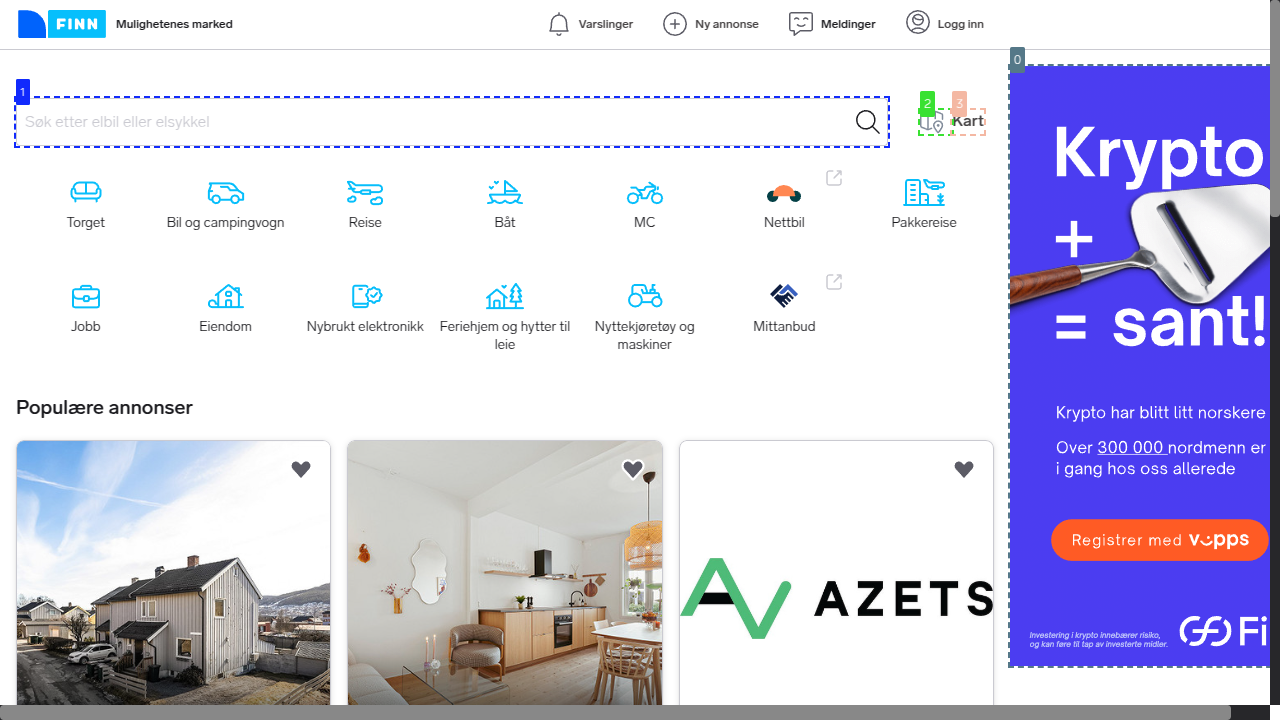 FINN
Mulighetenes marked
Varslinger
Ny annonse
Meldinger
Logg inn
0
1
Søk etter elbil eller elsykkel
2
3
Kart
Torget
Bil og campingvogn
Reise
Båt
MC
Nettbil
Pakkereise
Jobb
Eiendom
Nybrukt elektronikk
Feriehjem og hytter til
leie
Nyttekjøretøy og
maskiner
Mittanbud
Populære annonser
AZETS
Krypto
+
= sant!
Krypto har blitt litt norskere
Over 300 000 nordmenn er
i gang hos oss allerede
Registrer med vipps
Investering i krypto innebærer risiko,
og kan føre til tap av investerte midler.
Fi